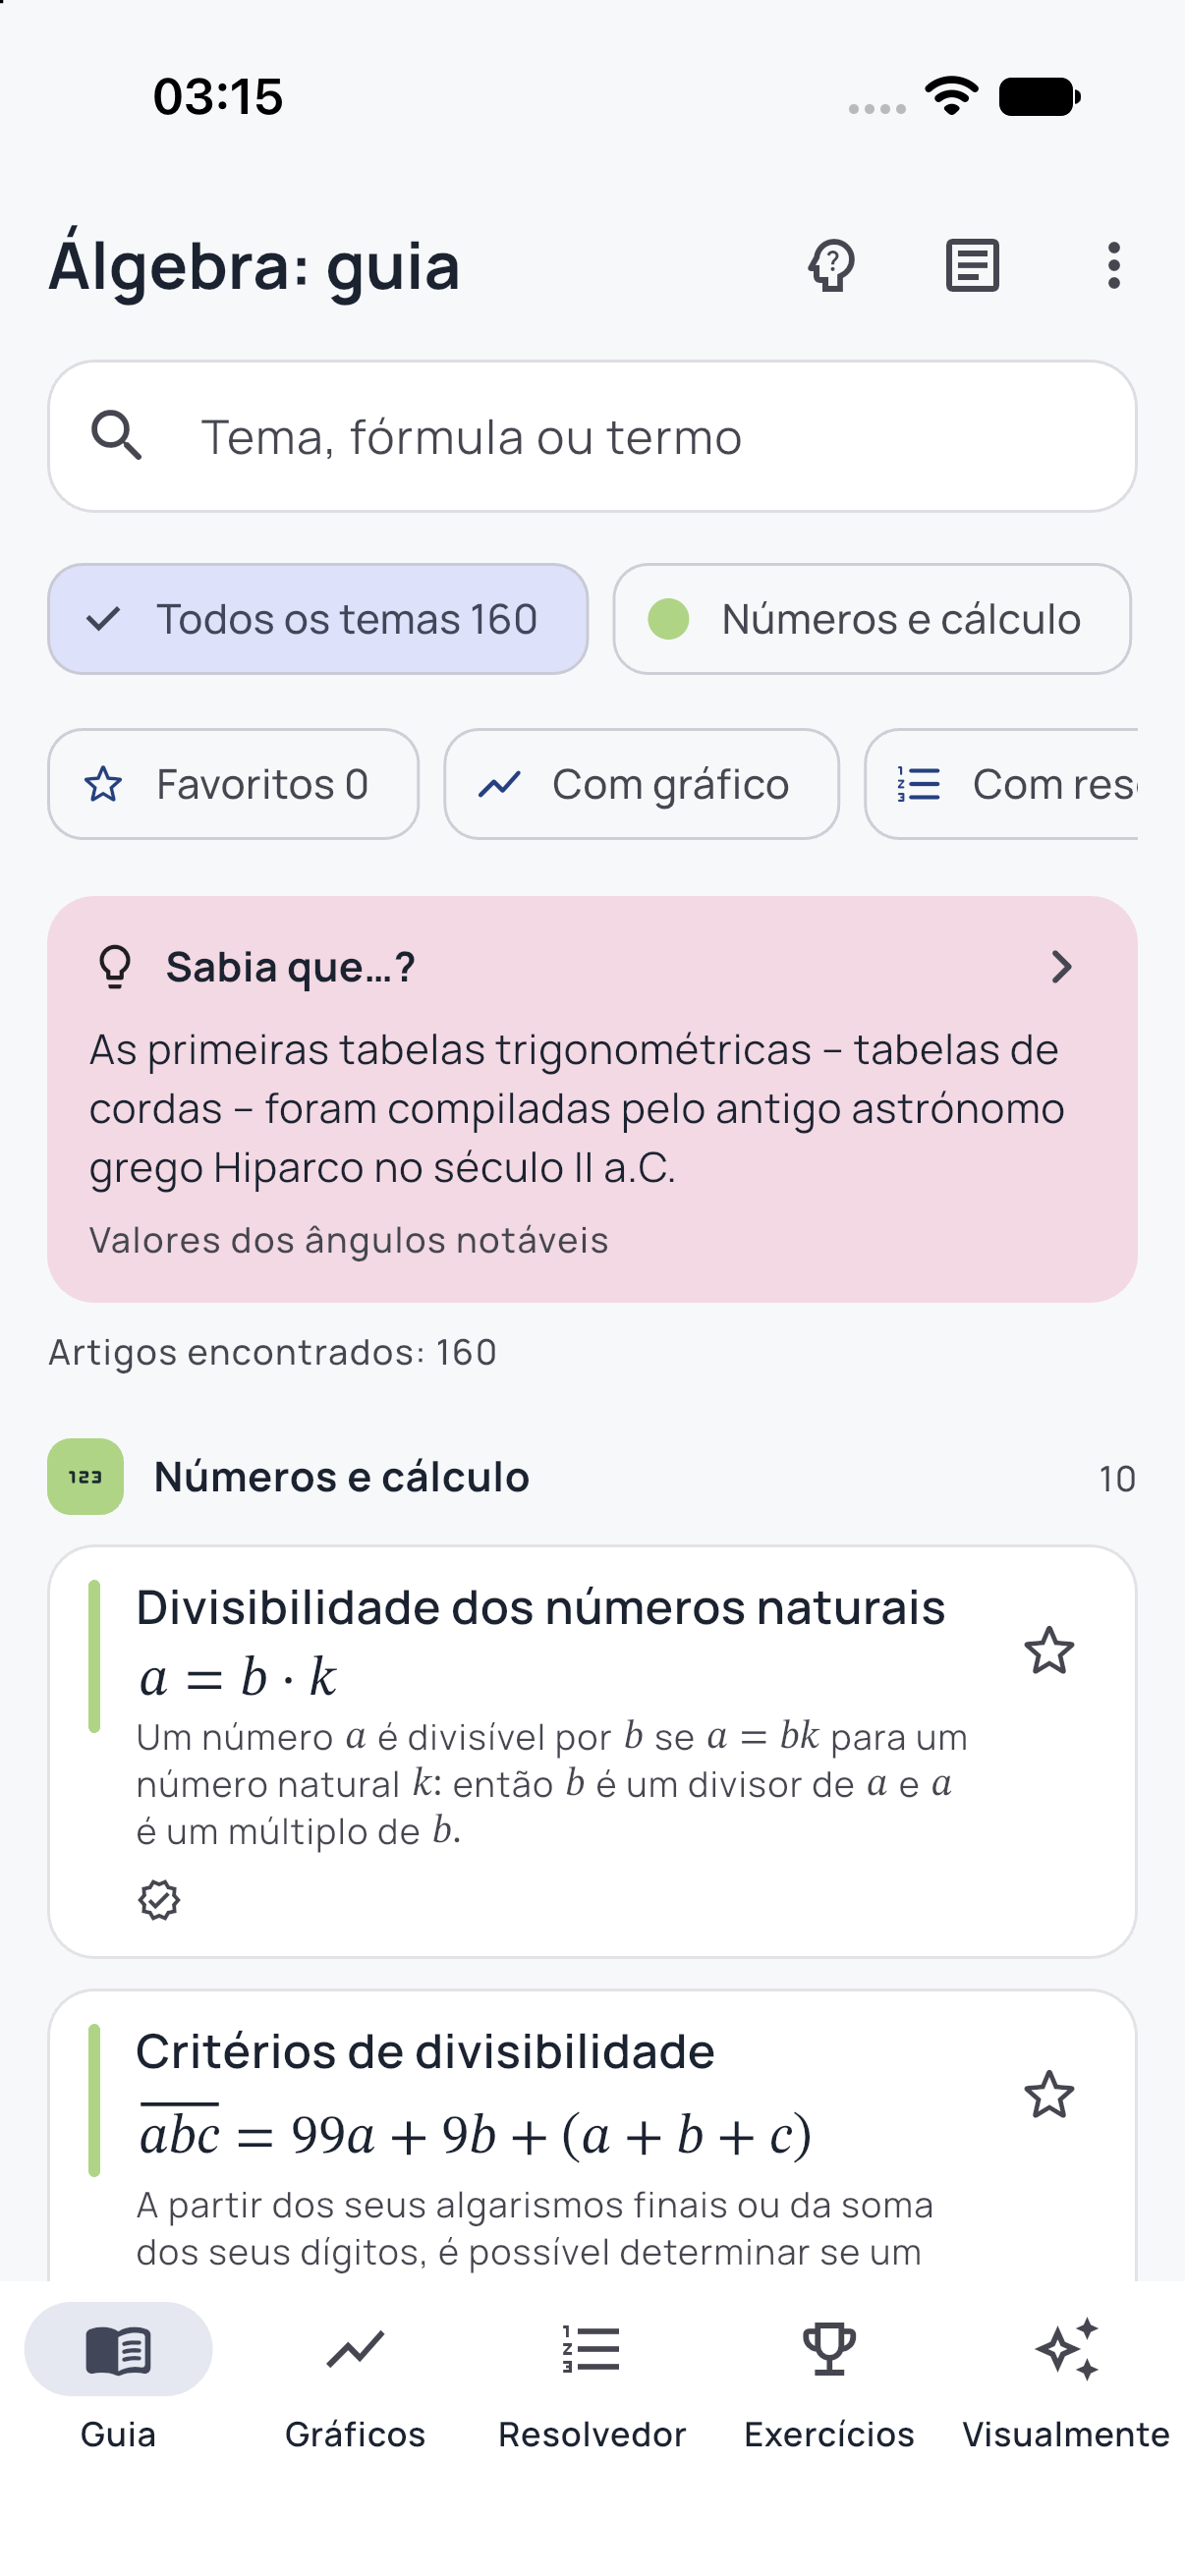 03:15
Álgebra: guia
Tema, fórmula ou termo
Todos os temas 160
Números e cálculo
Favoritos 0
Com gráfico
Com
Sabia que...?
As primeiras tabelas trigonométricas – tabelas de
cordas – foram compiladas pelo antigo astrónomo
grego Hiparco no século II a.C.
Valores dos ângulos notáveis
Artigos encontrados: 160
123
Números e cálculo
10
Divisibilidade dos números naturais
a = b · k
Um número a é divisível por b se a = bk para um
número natural k: então b é um divisor de a e a
é um múltiplo de b.
Critérios de divisibilidade
a̅b̅c̅ = 99a + 9b + (a + b + c)
A partir dos seus algarismos finais ou da soma
dos seus dígitos, é possível determinar se um
Guia
Gráficos
Resolvedor
Exercícios
Visualmente